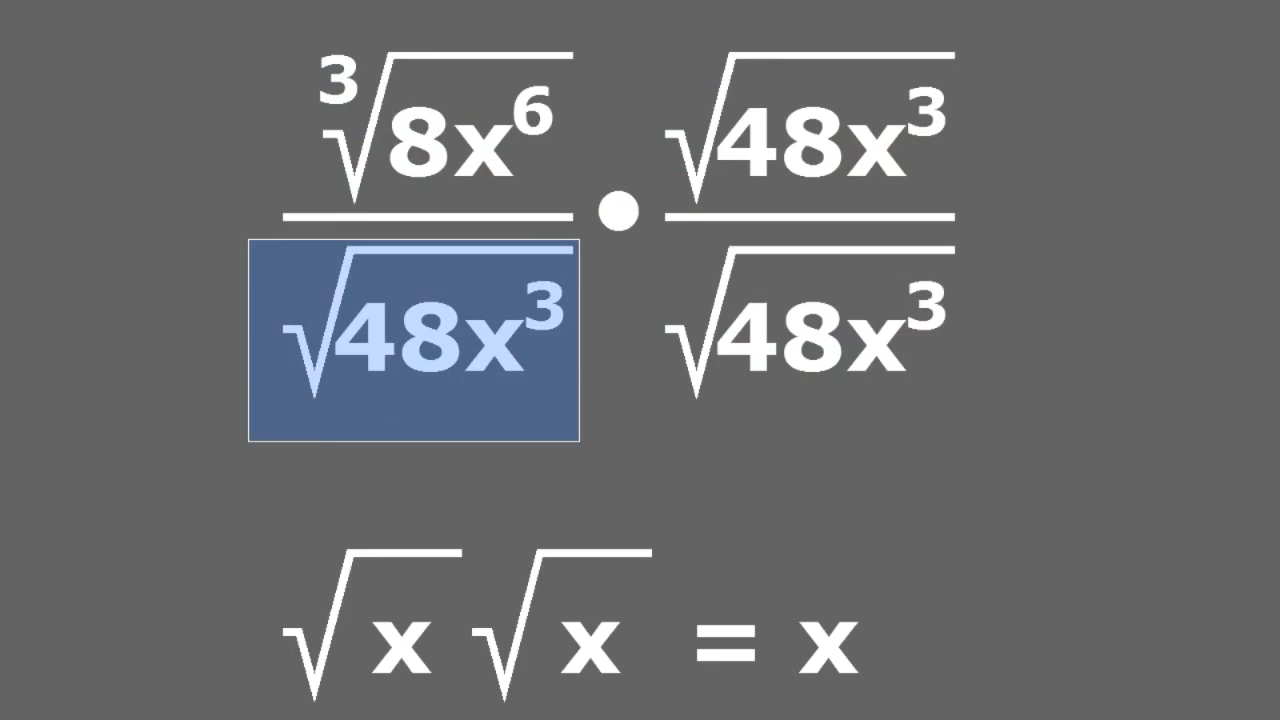 ∛8x⁶ √48x³
•
√48x³ √48x³
√x √x = x